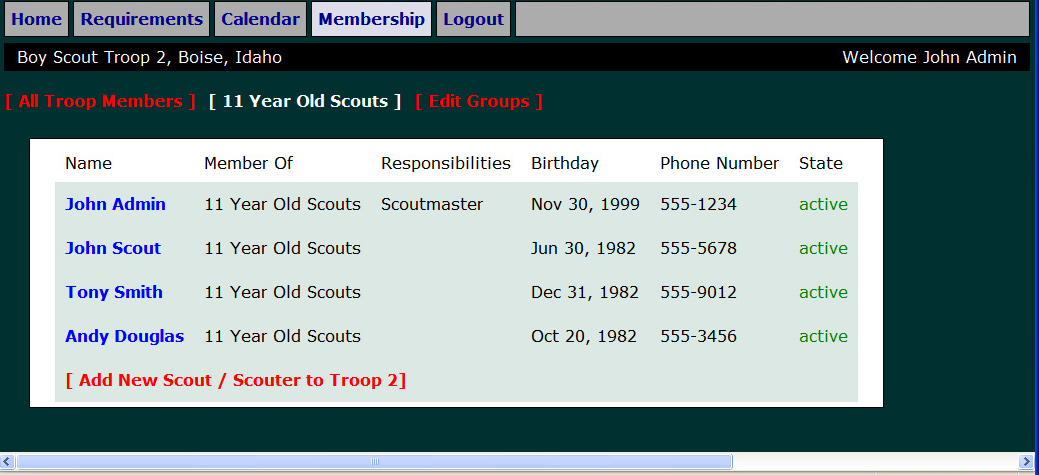 Home Requirements Calendar Membership Logout
Boy Scout Troop 2, Boise, Idaho Welcome John Admin
[ All Troop Members ] [ 11 Year Old Scouts ] [ Edit Groups ]
Name Member Of Responsibilities Birthday Phone Number State
John Admin 11 Year Old Scouts Scoutmaster Nov 30, 1999 555-1234 active
John Scout 11 Year Old Scouts Jun 30, 1982 555-5678 active
Tony Smith 11 Year Old Scouts Dec 31, 1982 555-9012 active
Andy Douglas 11 Year Old Scouts Oct 20, 1982 555-3456 active
[ Add New Scout / Scouter to Troop 2]